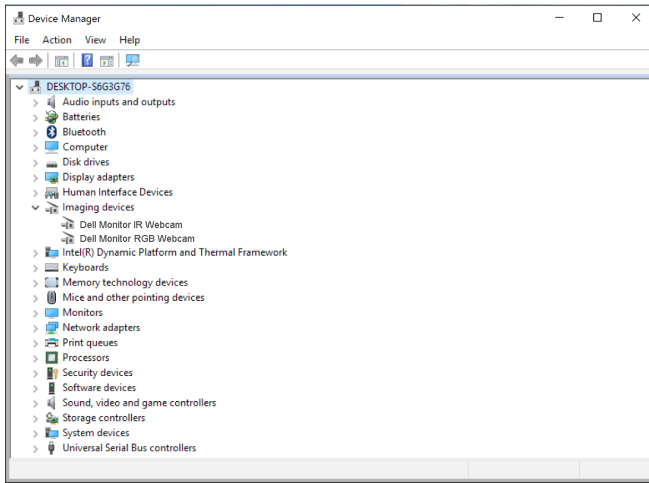 Device Manager
File Action View Help
DESKTOP-S6G3G76
Audio inputs and outputs
Batteries
Bluetooth
Computer
Disk drives
Display adapters
Human Interface Devices
Imaging devices
Dell Monitor IR Webcam
Dell Monitor RGB Webcam
Intel(R) Dynamic Platform and Thermal Framework
Keyboards
Memory technology devices
Mice and other pointing devices
Monitors
Network adapters
Print queues
Processors
Security devices
Software devices
Sound, video and game controllers
Storage controllers
System devices
Universal Serial Bus controllers